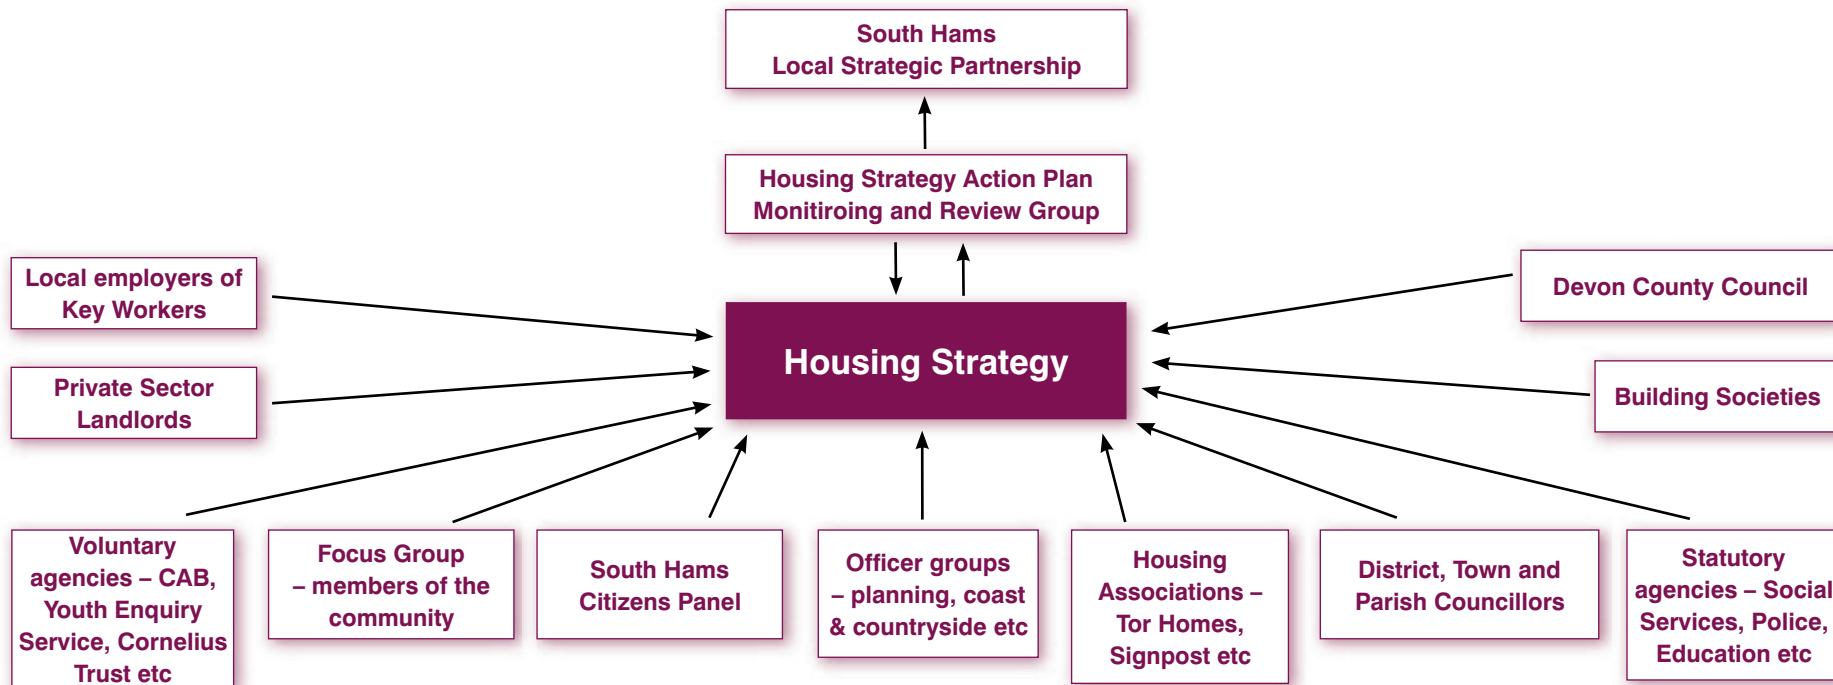 South Hams
Local Strategic Partnership
Housing Strategy Action Plan
Monitiroing and Review Group
Local employers of
Key Workers
Devon County Council
Housing Strategy
Private Sector
Landlords
Building Societies
Voluntary
agencies – CAB,
Youth Enquiry
Service, Cornelius
Trust etc
Focus Group
– members of the
community
South Hams
Citizens Panel
Officer groups
– planning, coast
& countryside etc
Housing
Associations –
Tor Homes,
Signpost etc
District, Town and
Parish Councillors
Statutory
agencies – Social
Services, Police,
Education etc